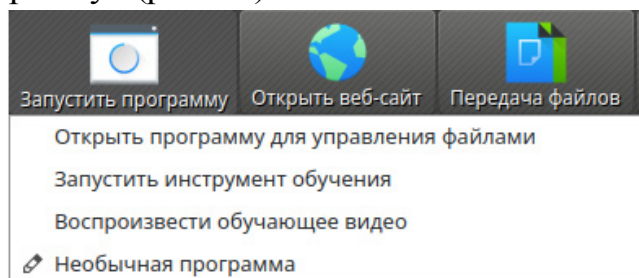 Запустить программу Открыть веб-сайт Передача файлов
Открыть программу для управления файлами
Запустить инструмент обучения
Воспроизвести обучающее видео
Необычная программа